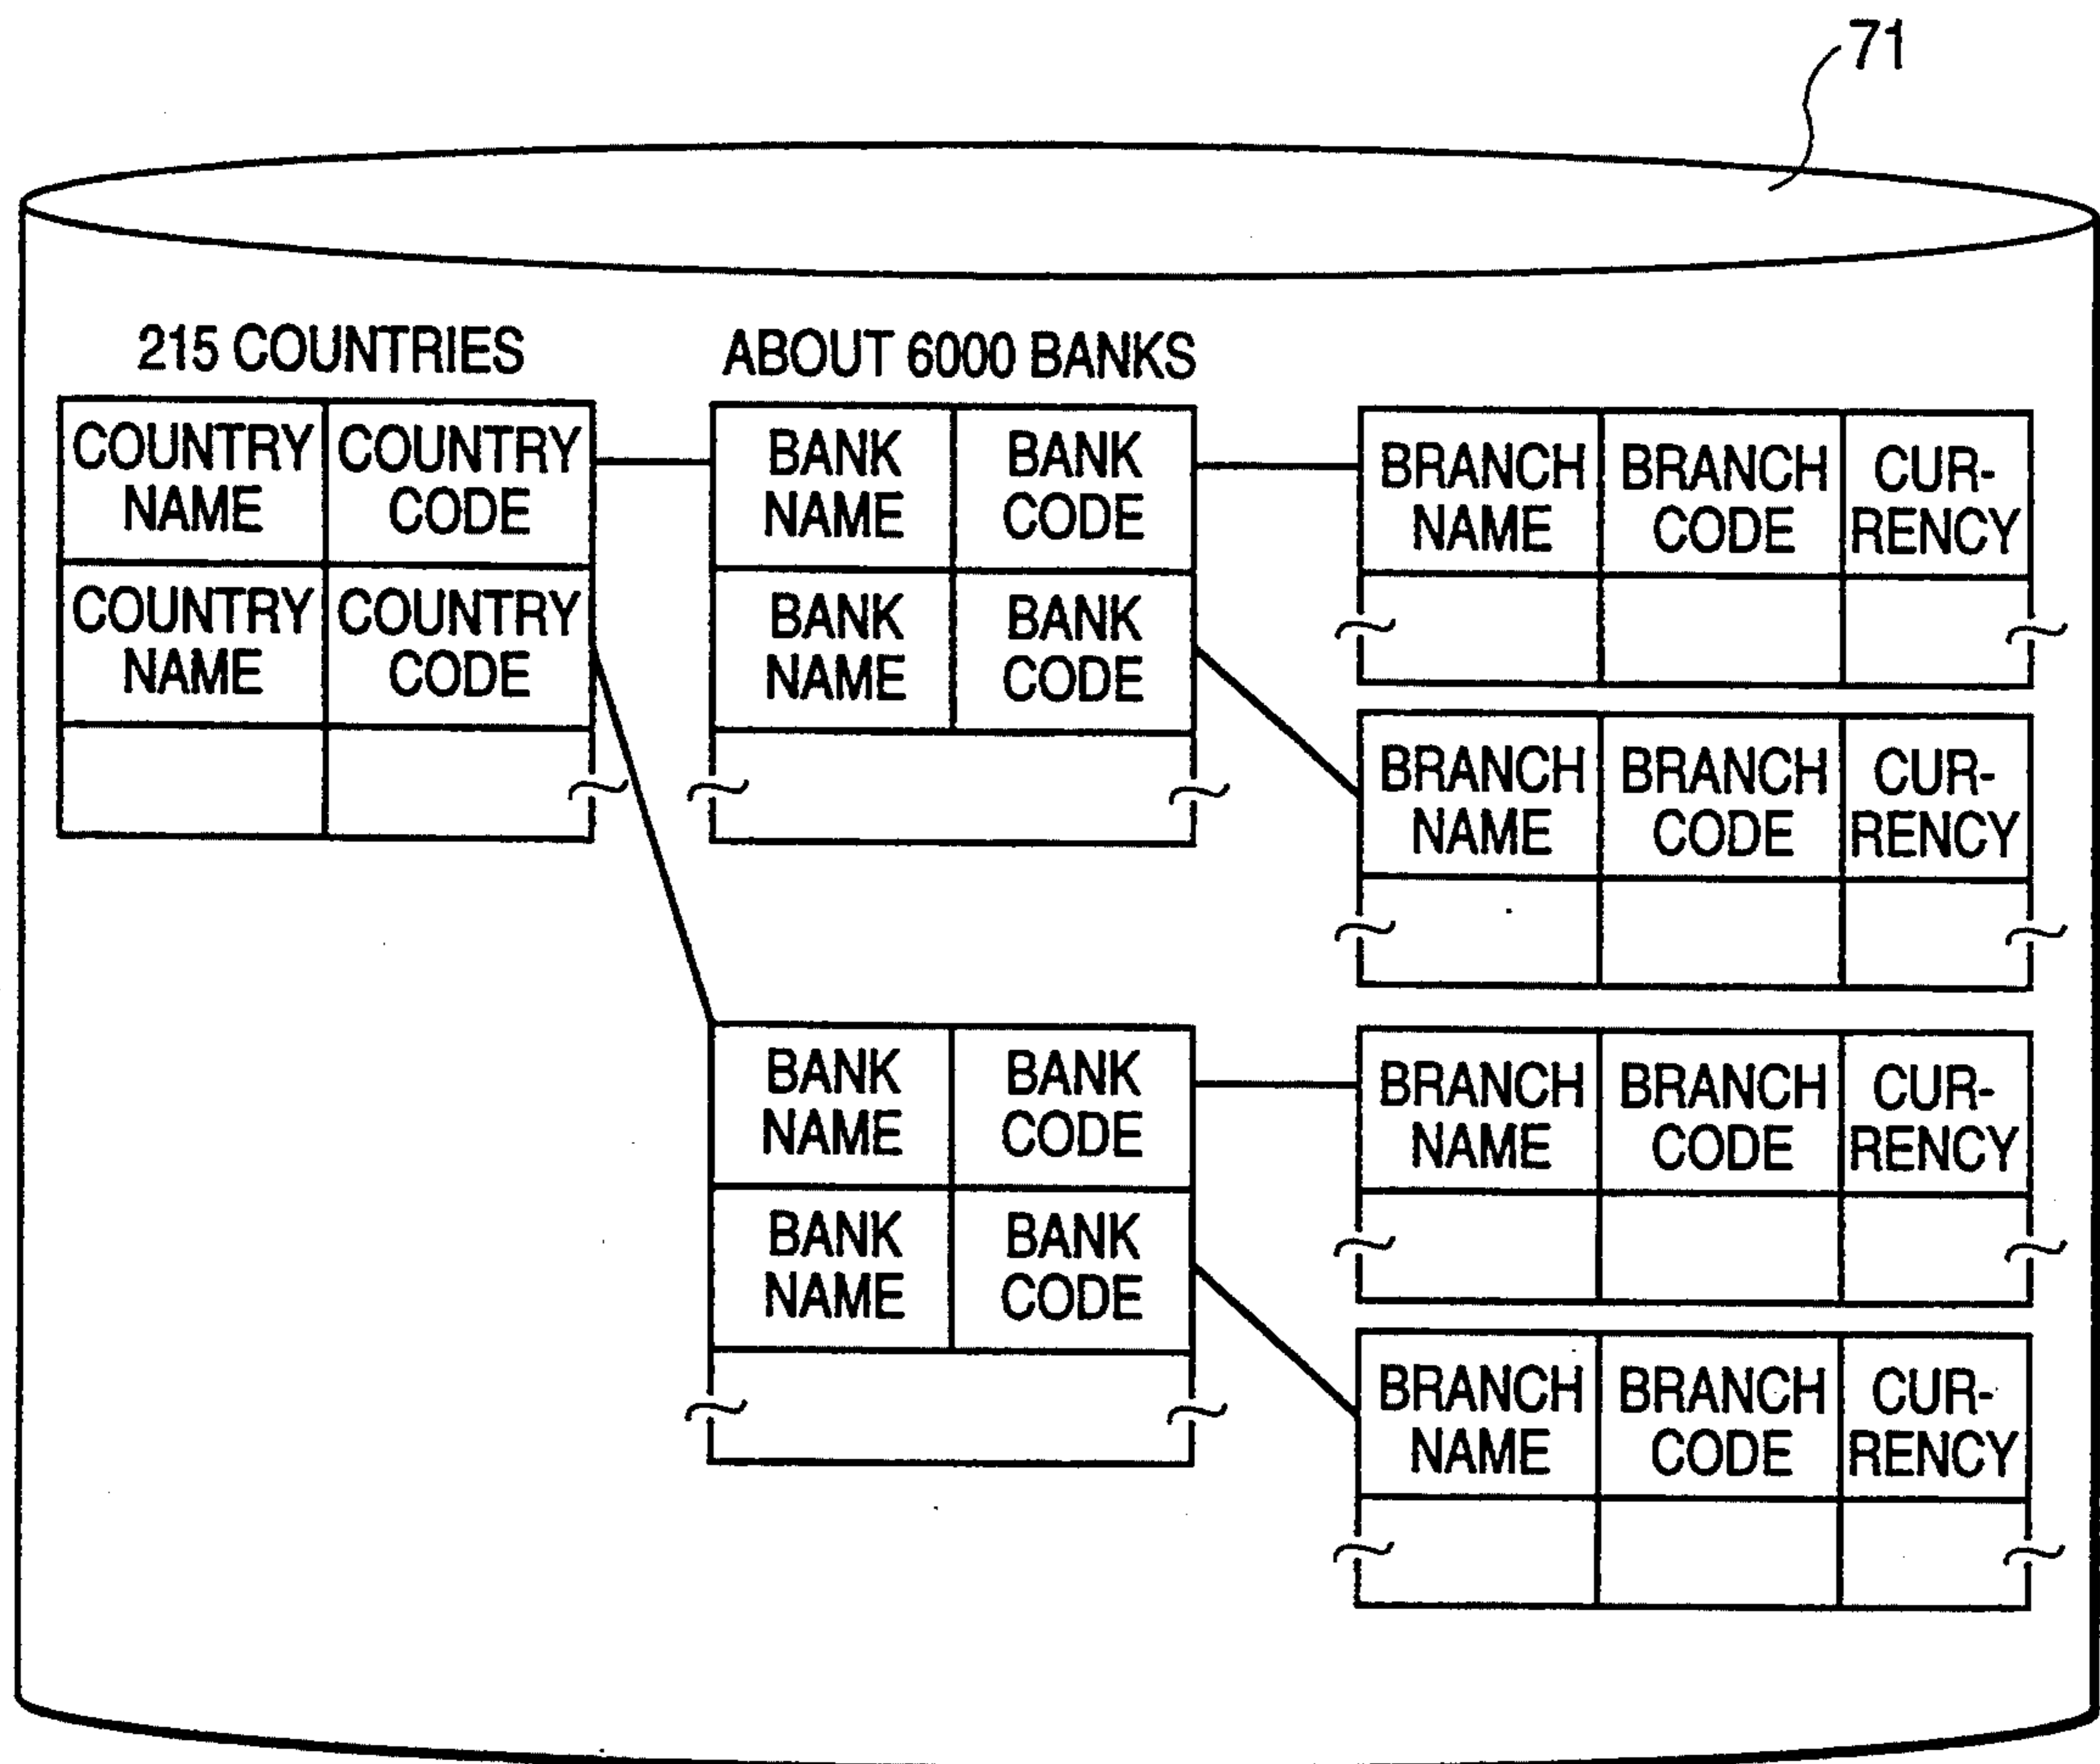 71
215 COUNTRIES
ABOUT 6000 BANKS
COUNTRY NAME
COUNTRY CODE
COUNTRY NAME
COUNTRY CODE
BANK NAME
BANK CODE
BANK NAME
BANK CODE
BRANCH NAME
BRANCH CODE
CUR-
RENCY
BRANCH NAME
BRANCH CODE
CUR-
RENCY
BANK NAME
BANK CODE
BANK NAME
BANK CODE
BRANCH NAME
BRANCH CODE
CUR-
RENCY
BRANCH NAME
BRANCH CODE
CUR-
RENCY